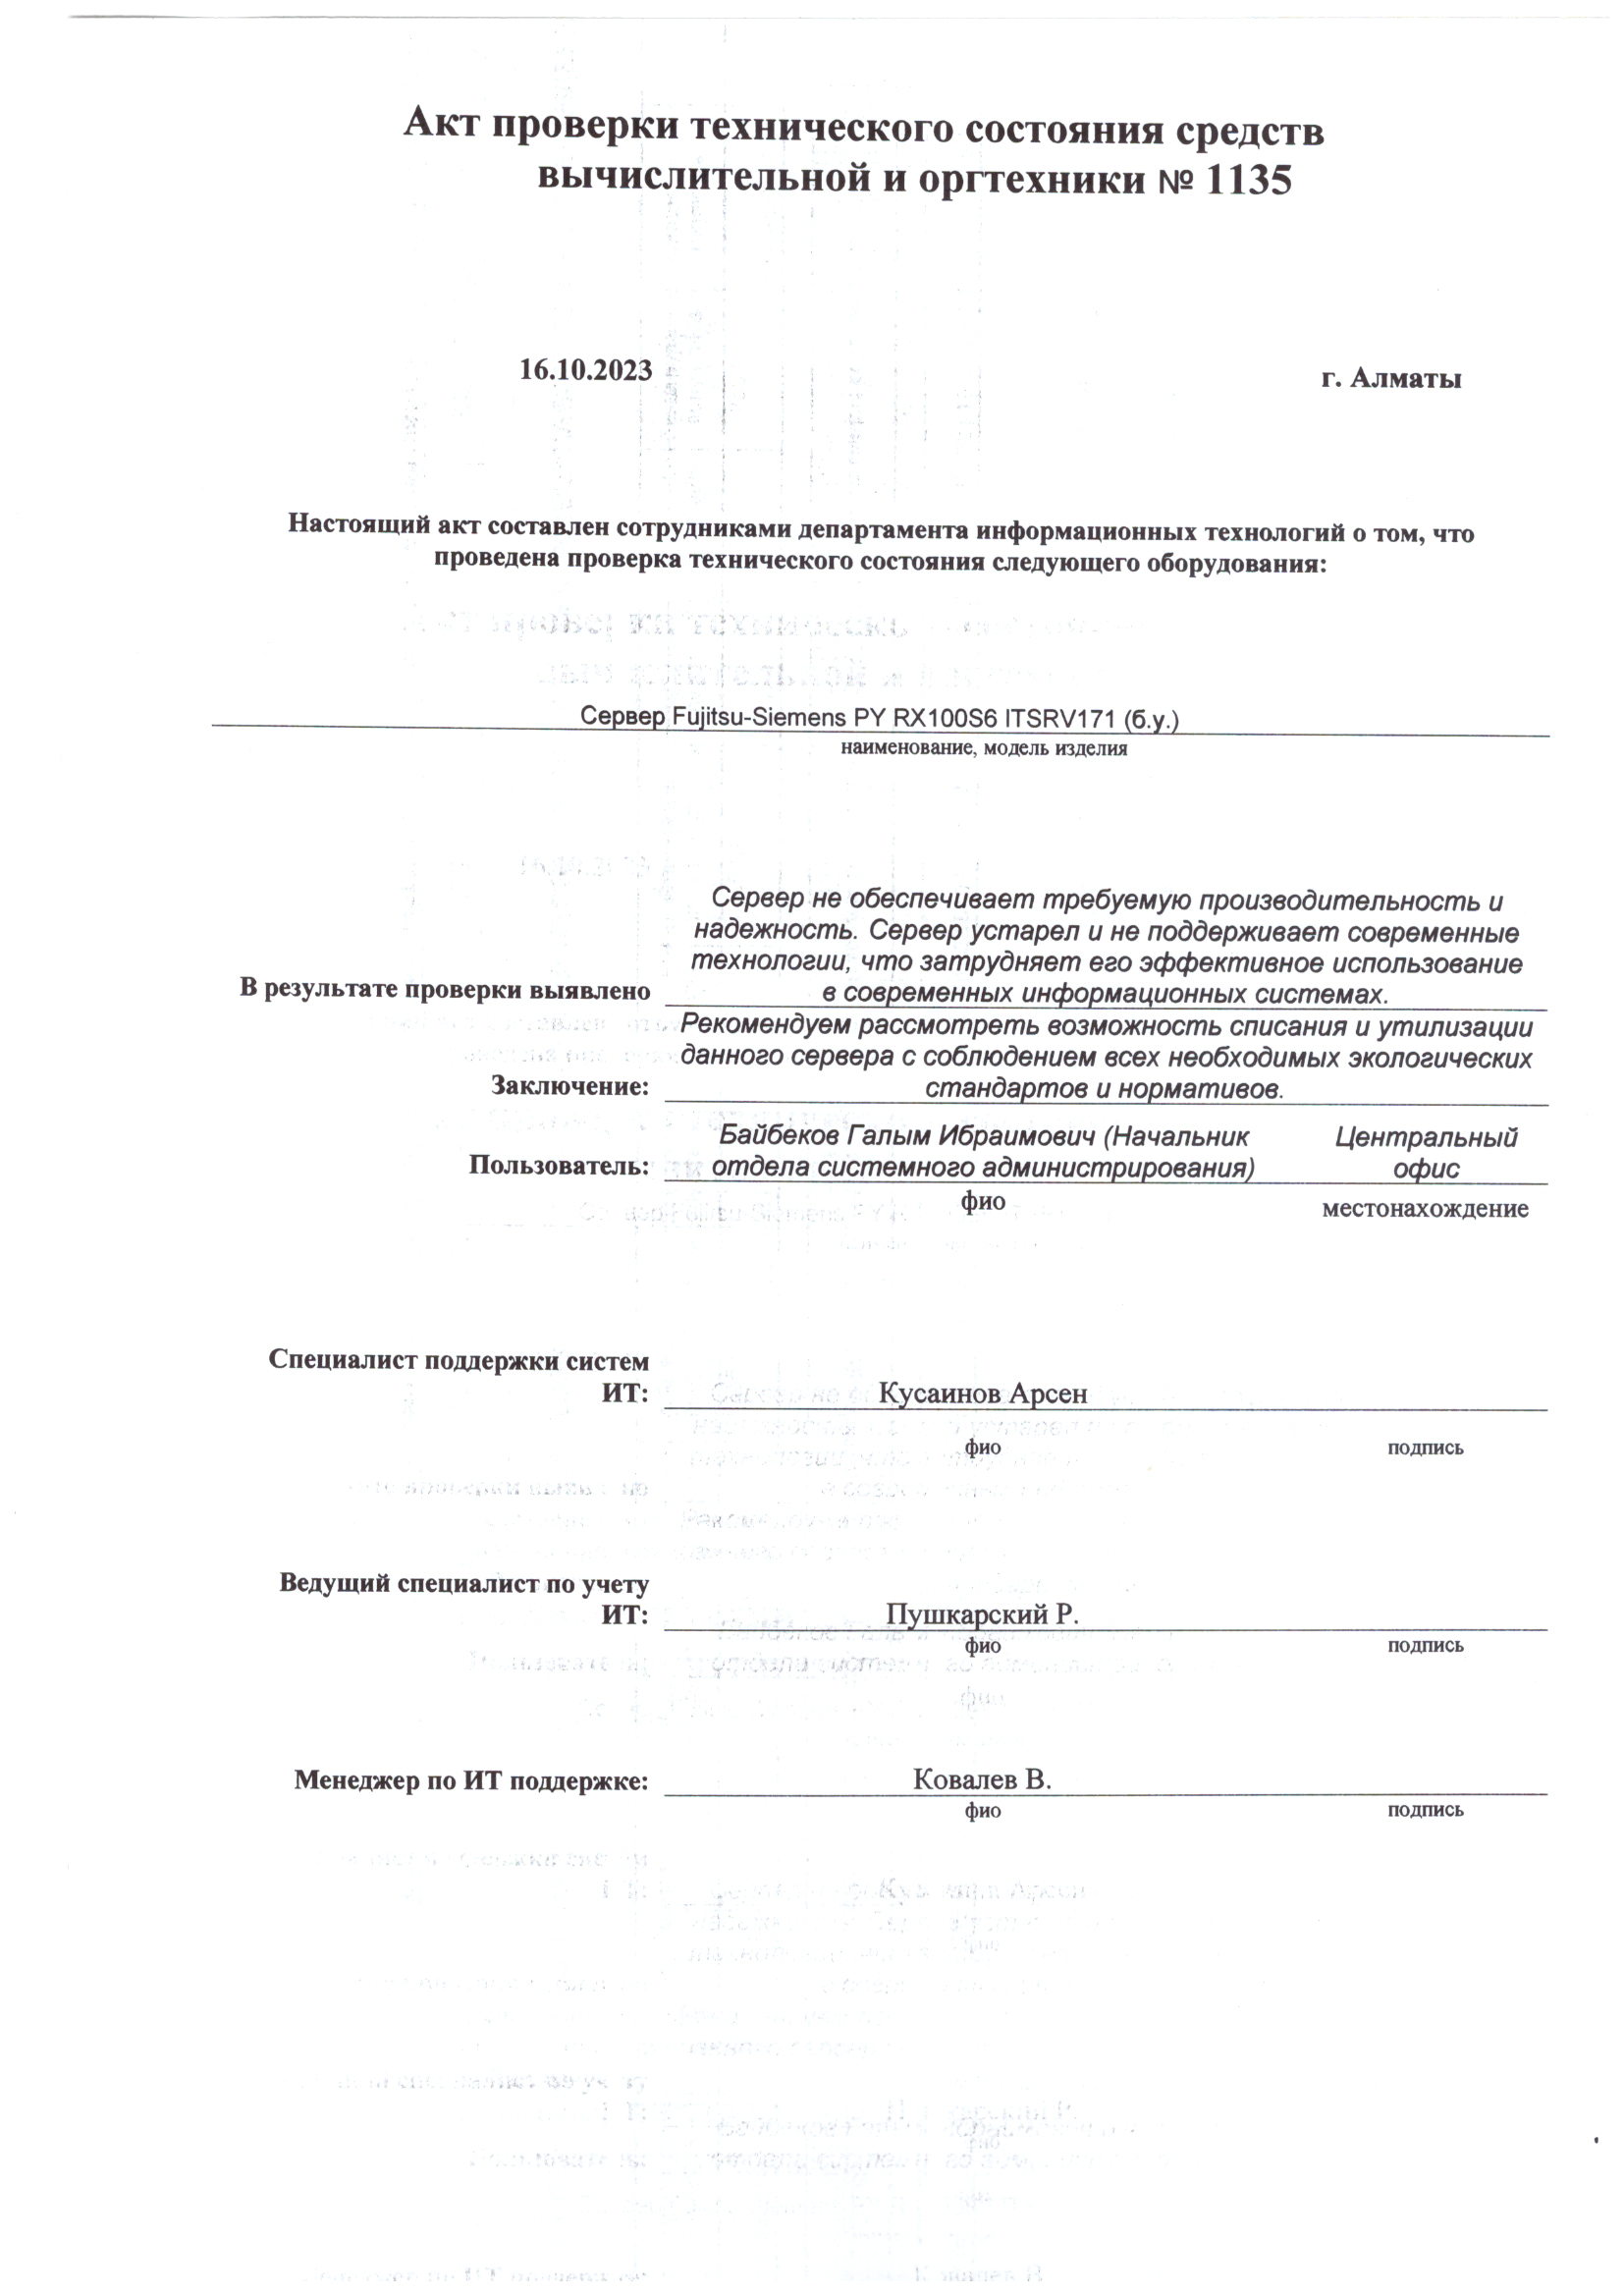 Акт проверки технического состояния средств
вычислительной и оргтехники № 1135
16.10.2023 г. Алматы
Настоящий акт составлен сотрудниками департамента информационных технологий о том, что
проведена проверка технического состояния следующего оборудования:
Сервер Fujitsu-Siemens PY RX100S6 ITSRV171 (б.у.)
наименование, модель изделия
Сервер не обеспечивает требуемую производительность и
надежность. Сервер устарел и не поддерживает современные
технологии, что затрудняет его эффективное использование
В результате проверки выявлено в современных информационных системах.
Рекомендуем рассмотреть возможность списания и утилизации
данного сервера с соблюдением всех необходимых экологических
Заключение: стандартов и нормативов.
Байбеков Галым Ибраимович (Начальник Центральный
Пользователь: отдела системного администрирования) офис
фио местонахождение
Специалист поддержки систем
ИТ: Кусаинов Арсен
фио подпись
Ведущий специалист по учету
ИТ: Пушкарский Р.
фио подпись
Менеджер по ИТ поддержке: Ковалев В.
фио подпись